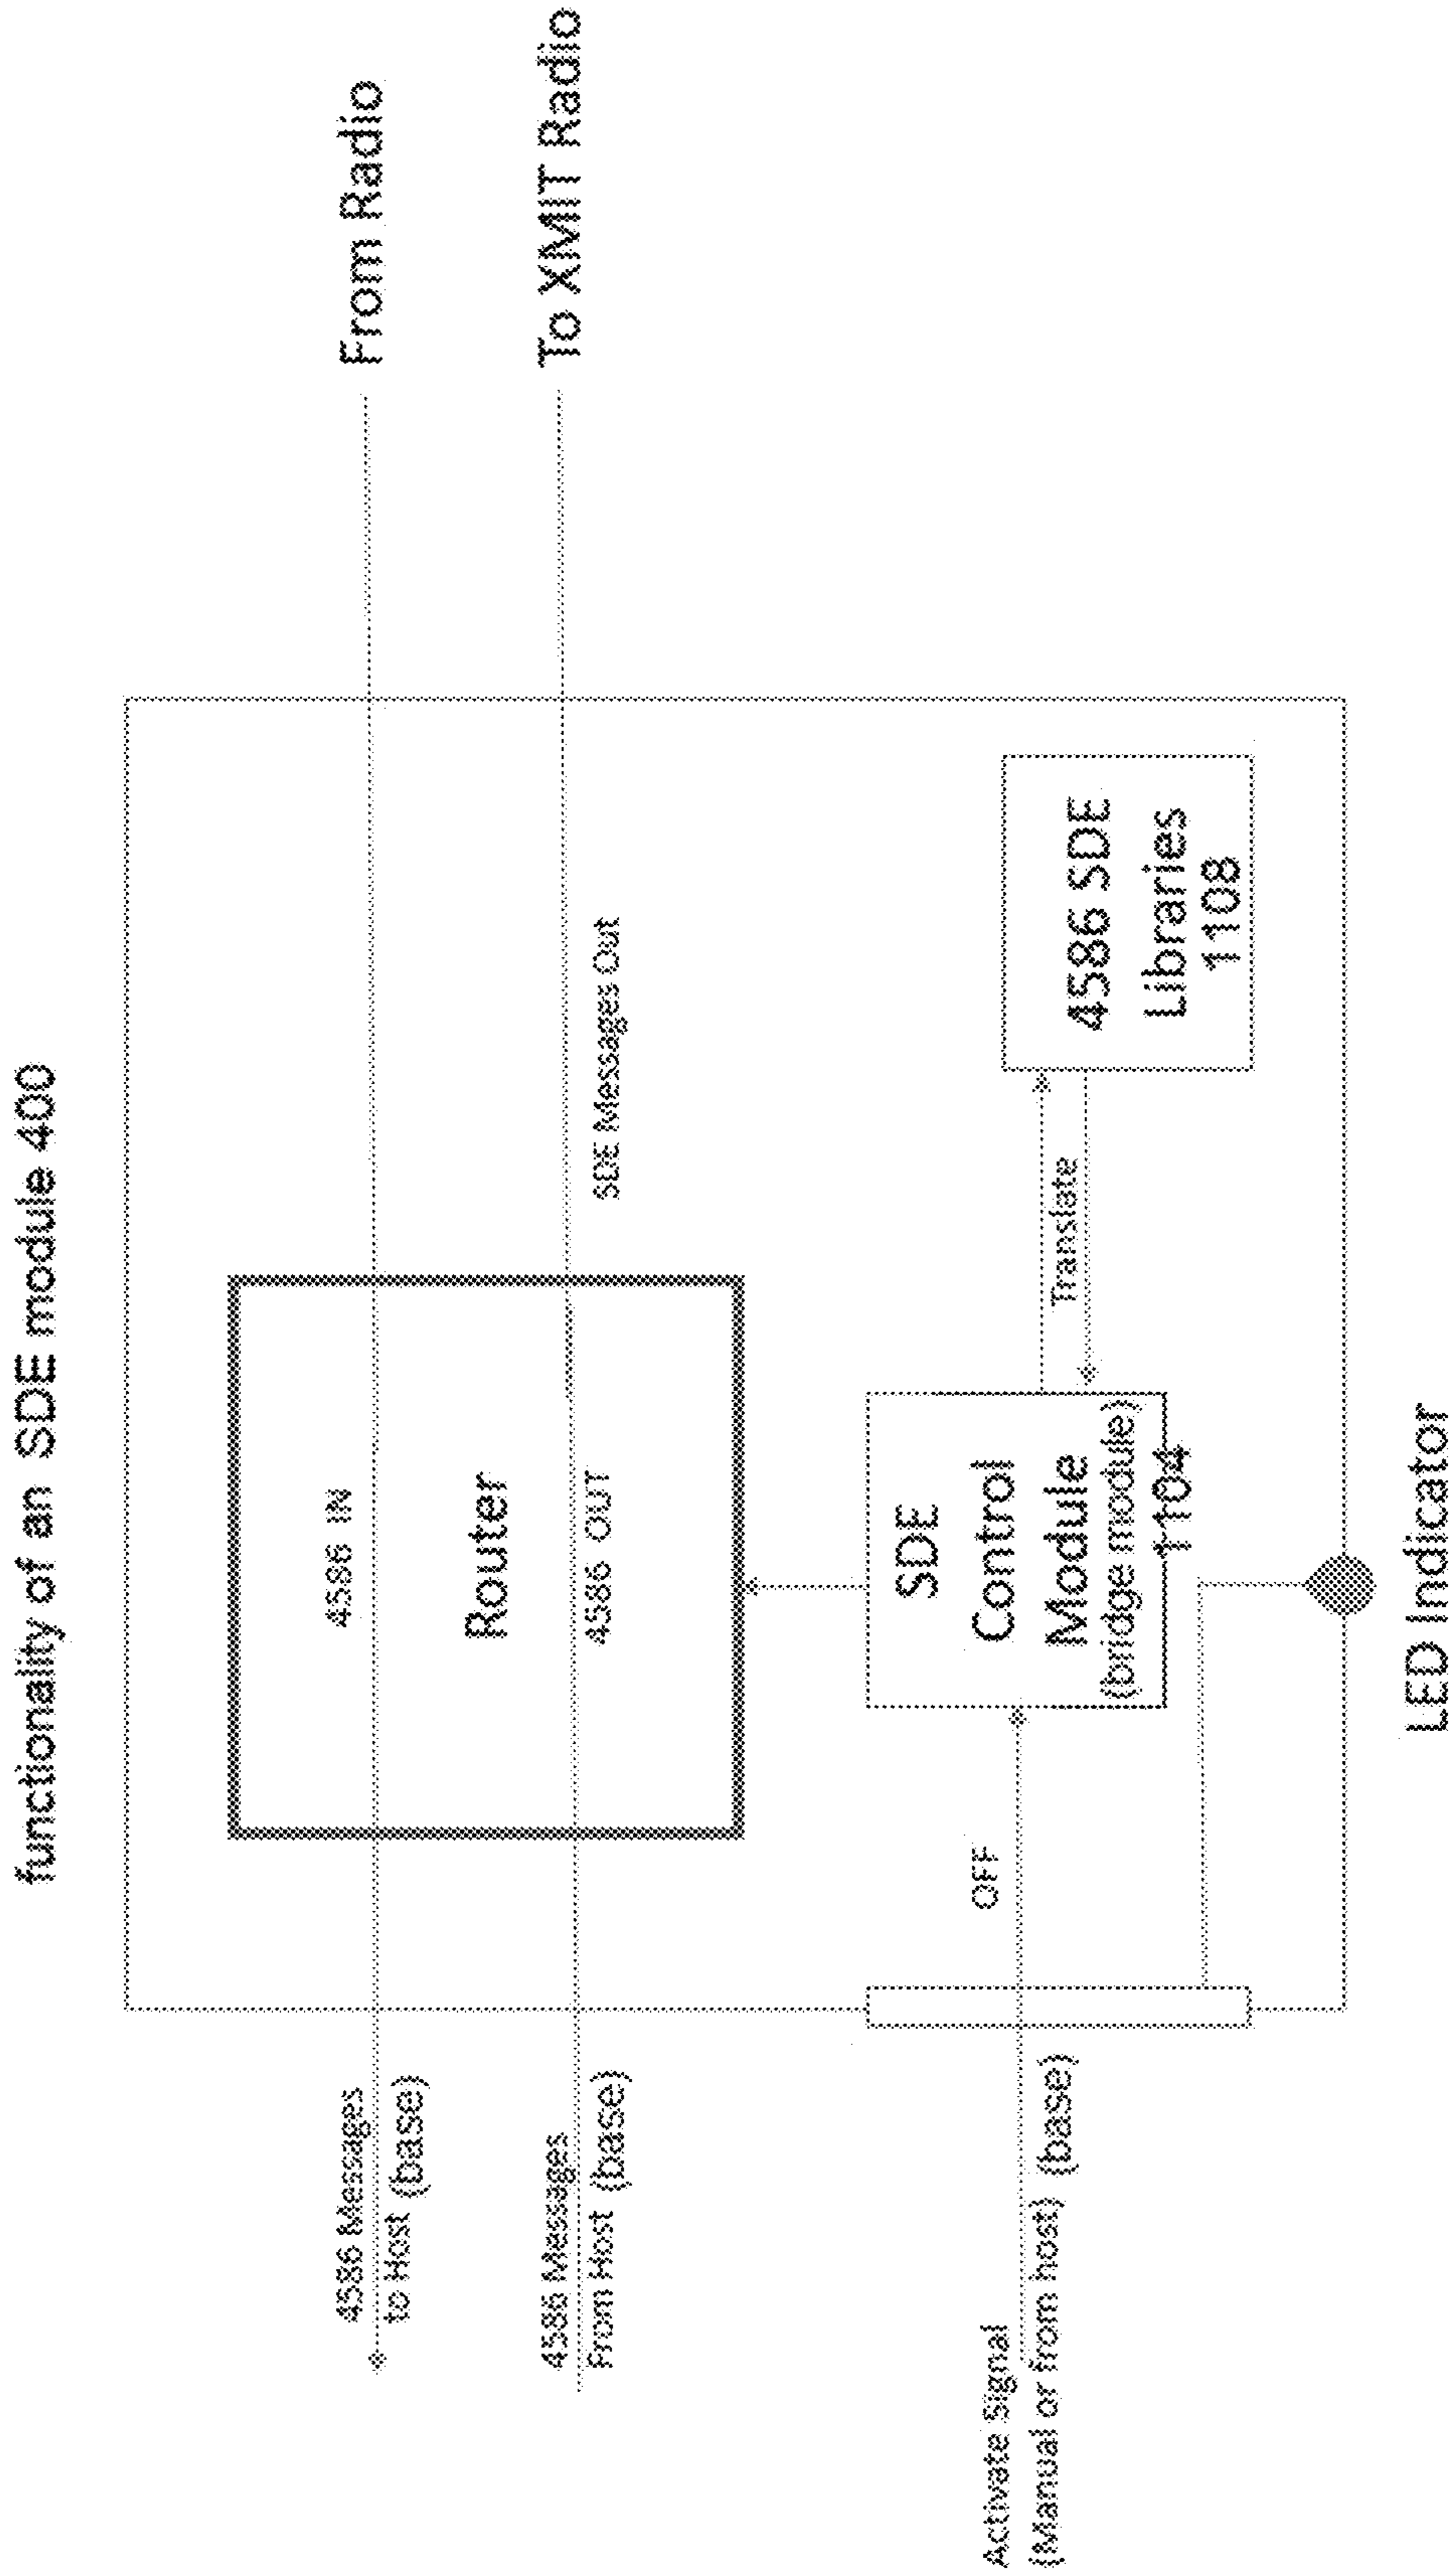 functionality of an SDE module 400
4586 Messages
to Host (base)
4586 IN
From Radio
Router
4586 Messages
From Host (base)
4586 OUT
SDE Messages Out
To XMIT Radio
Activate Signal
(Manual or from host) (base)
OFF
SDE
Control
Module
(bridge module)
1104
Translate
4586 SDE
Libraries
1108
LED Indicator